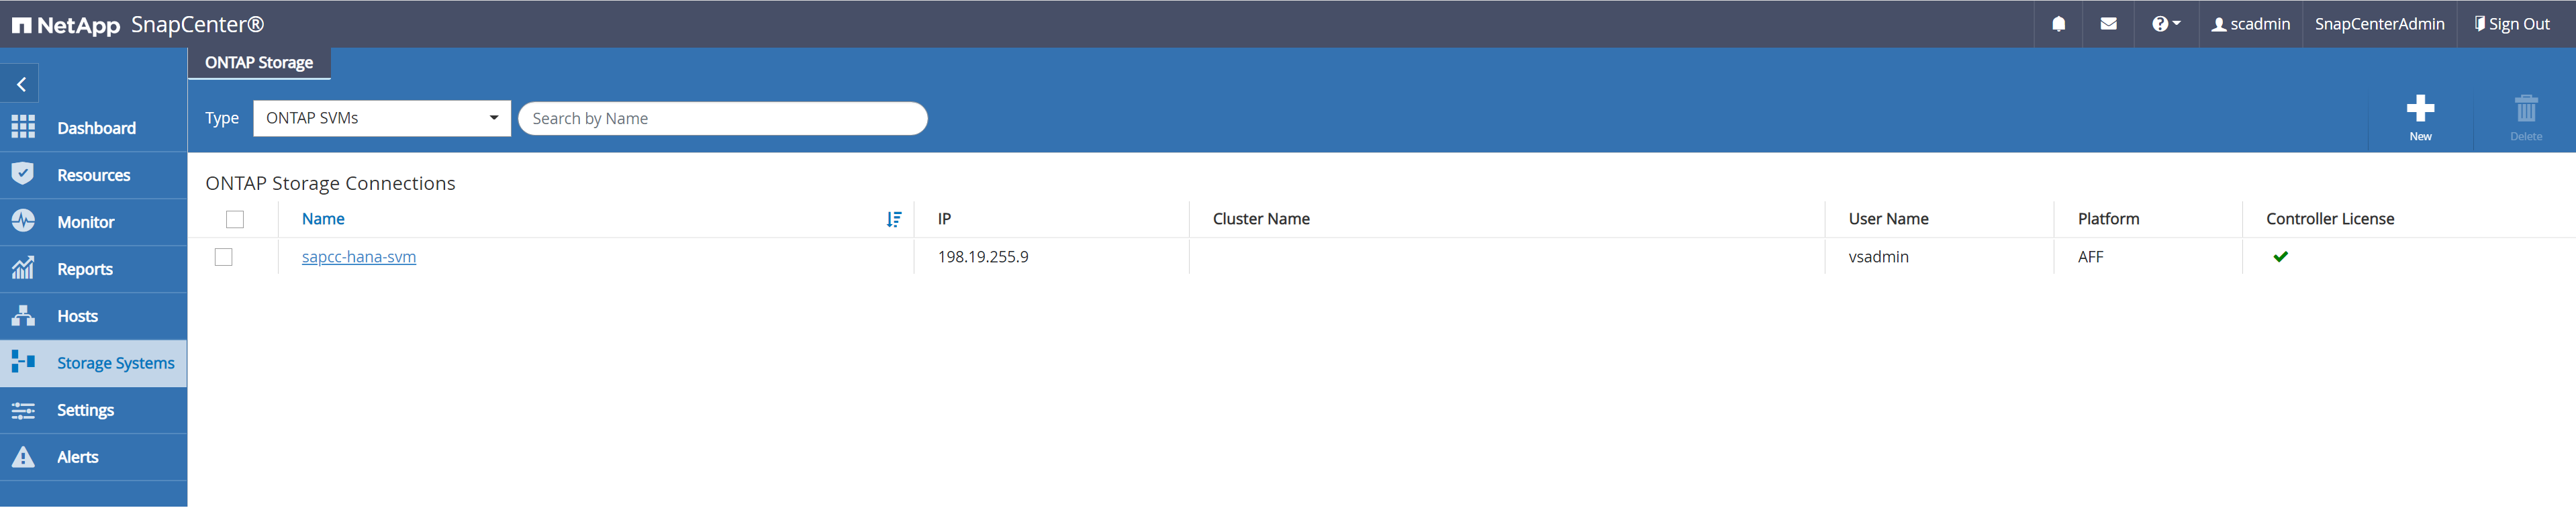 NetApp SnapCenter®
scadmin
SnapCenterAdmin
Sign Out
ONTAP Storage
Type
ONTAP SVMs
Search by Name
New
Delete
Dashboard
Resources
Monitor
Reports
Hosts
Storage Systems
Settings
Alerts
ONTAP Storage Connections
Name IP Cluster Name User Name Platform Controller License
sapcc-hana-svm 198.19.255.9 vsadmin AFF